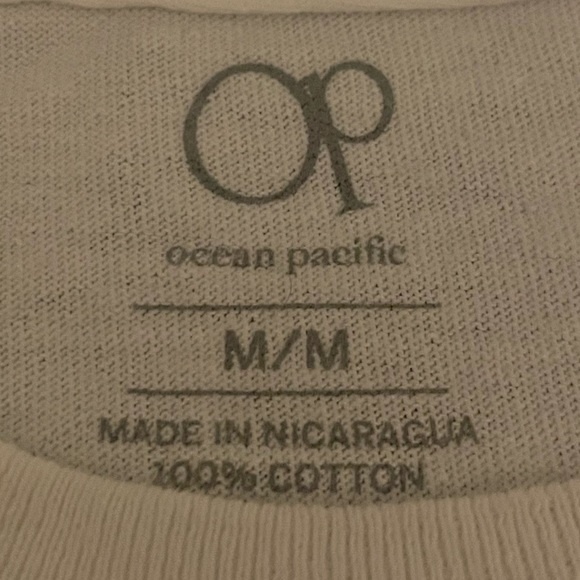 OP
ocean pacific
M/M
MADE IN NICARAGUA
100% COTTON